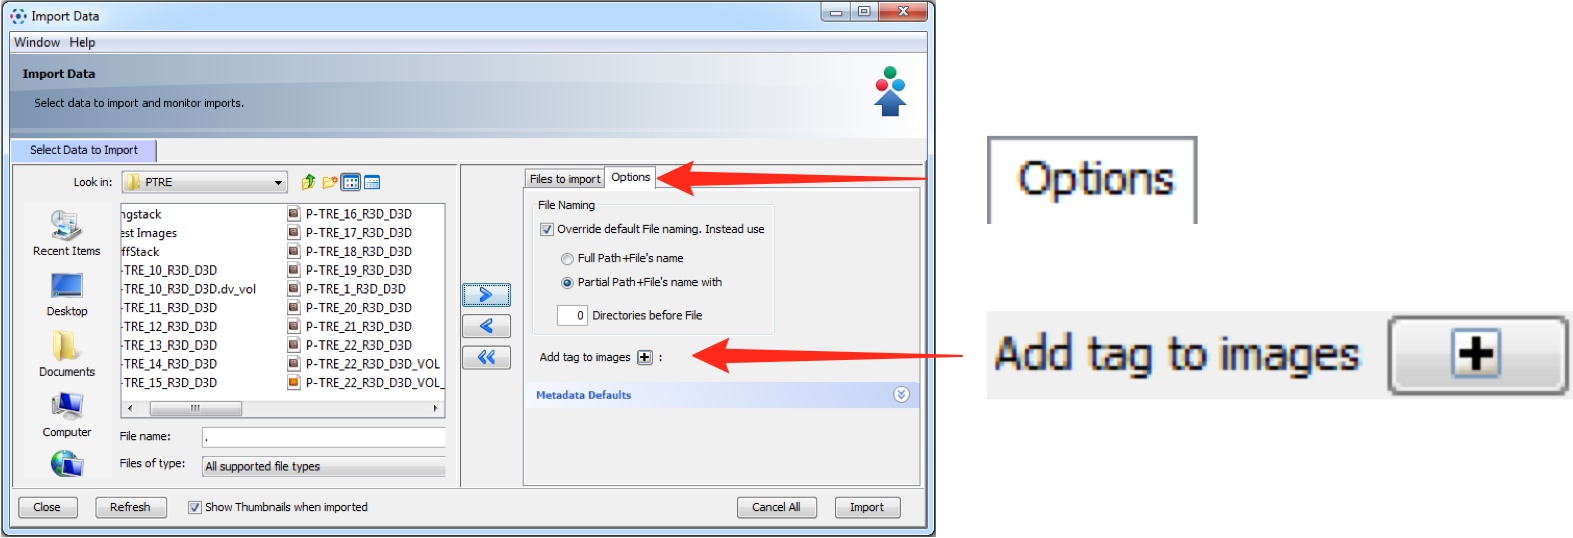 Import Data
Window Help
Import Data
Select data to import and monitor imports.
Select Data to Import
Look in: PTRE
Recent Items
Desktop
Documents
Computer
ngstack
est Images
ffStack
-TRE_10_R3D_D3D
-TRE_10_R3D_D3D.dv_vol
-TRE_11_R3D_D3D
-TRE_12_R3D_D3D
-TRE_13_R3D_D3D
-TRE_14_R3D_D3D
-TRE_15_R3D_D3D
P-TRE_16_R3D_D3D
P-TRE_17_R3D_D3D
P-TRE_18_R3D_D3D
P-TRE_19_R3D_D3D
P-TRE_1_R3D_D3D
P-TRE_20_R3D_D3D
P-TRE_21_R3D_D3D
P-TRE_22_R3D_D3D
P-TRE_22_R3D_D3D_VOL
P-TRE_22_R3D_D3D_VOL_
File name: .
Files of type: All supported file types
Files to import Options
File Naming
Override default File naming. Instead use
Full Path+File's name
Partial Path+File's name with
0 Directories before File
Add tag to images + :
Metadata Defaults
Close Refresh Show Thumbnails when imported Cancel All Import
Options
Add tag to images +